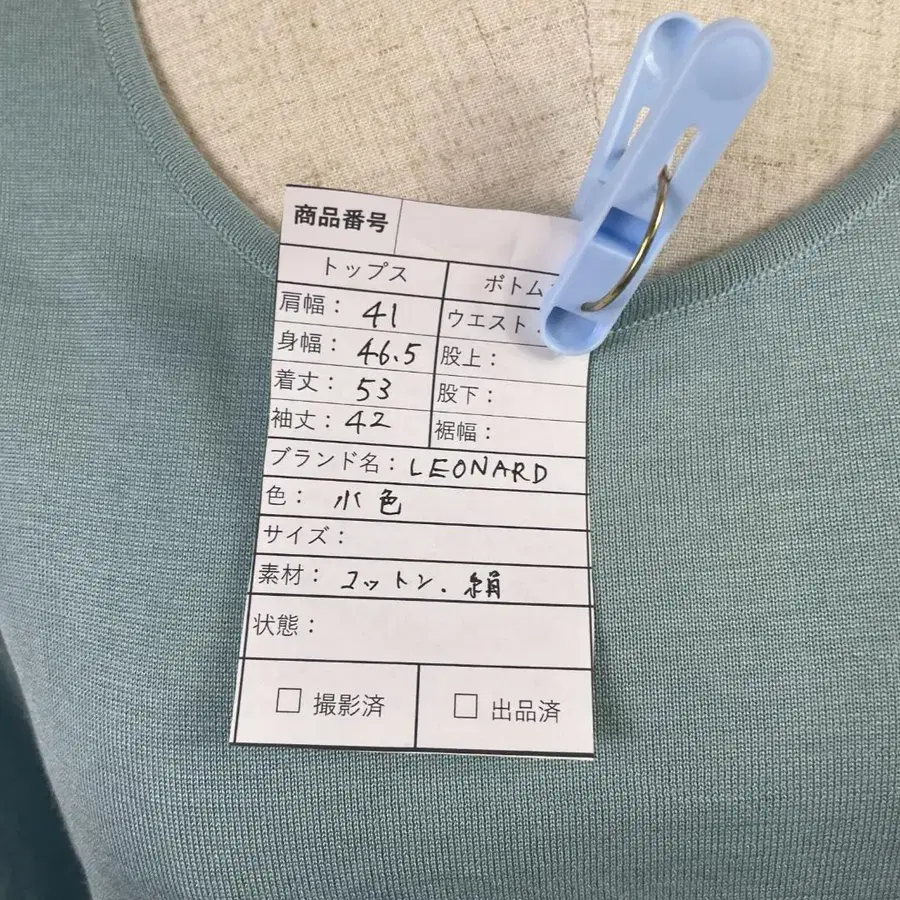 商品番号
トップス ボトム
肩幅： 41 ウエスト：
身幅： 46.5 股上：
着丈： 53 股下：
袖丈： 42 裾幅：
ブランド名： LEONARD
色： 水色
サイズ：
素材： コットン．絹
状態：
□ 撮影済 □ 出品済